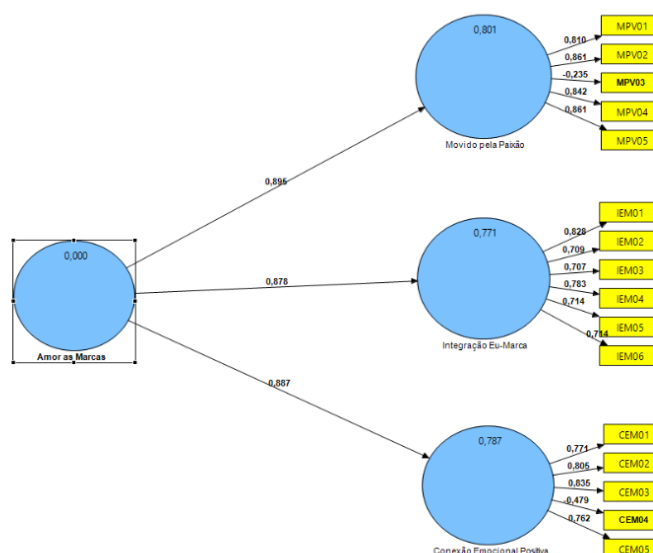 0,801
0,810
MPV01
0,861
MPV02
-0,235
MPV03
0,842
MPV04
0,861
MPV05
Movido pela Paixão
0,895
0,771
0,828
IEM01
0,709
IEM02
0,707
IEM03
0,783
IEM04
0,714
IEM05
0,714
IEM06
Integração Eu-Marca
0,000
0,878
Amor as Marcas
0,887
0,787
0,771
CEM01
0,805
CEM02
0,835
CEM03
-0,479
CEM04
0,762
CEM05
Conexão Emocional Positiva